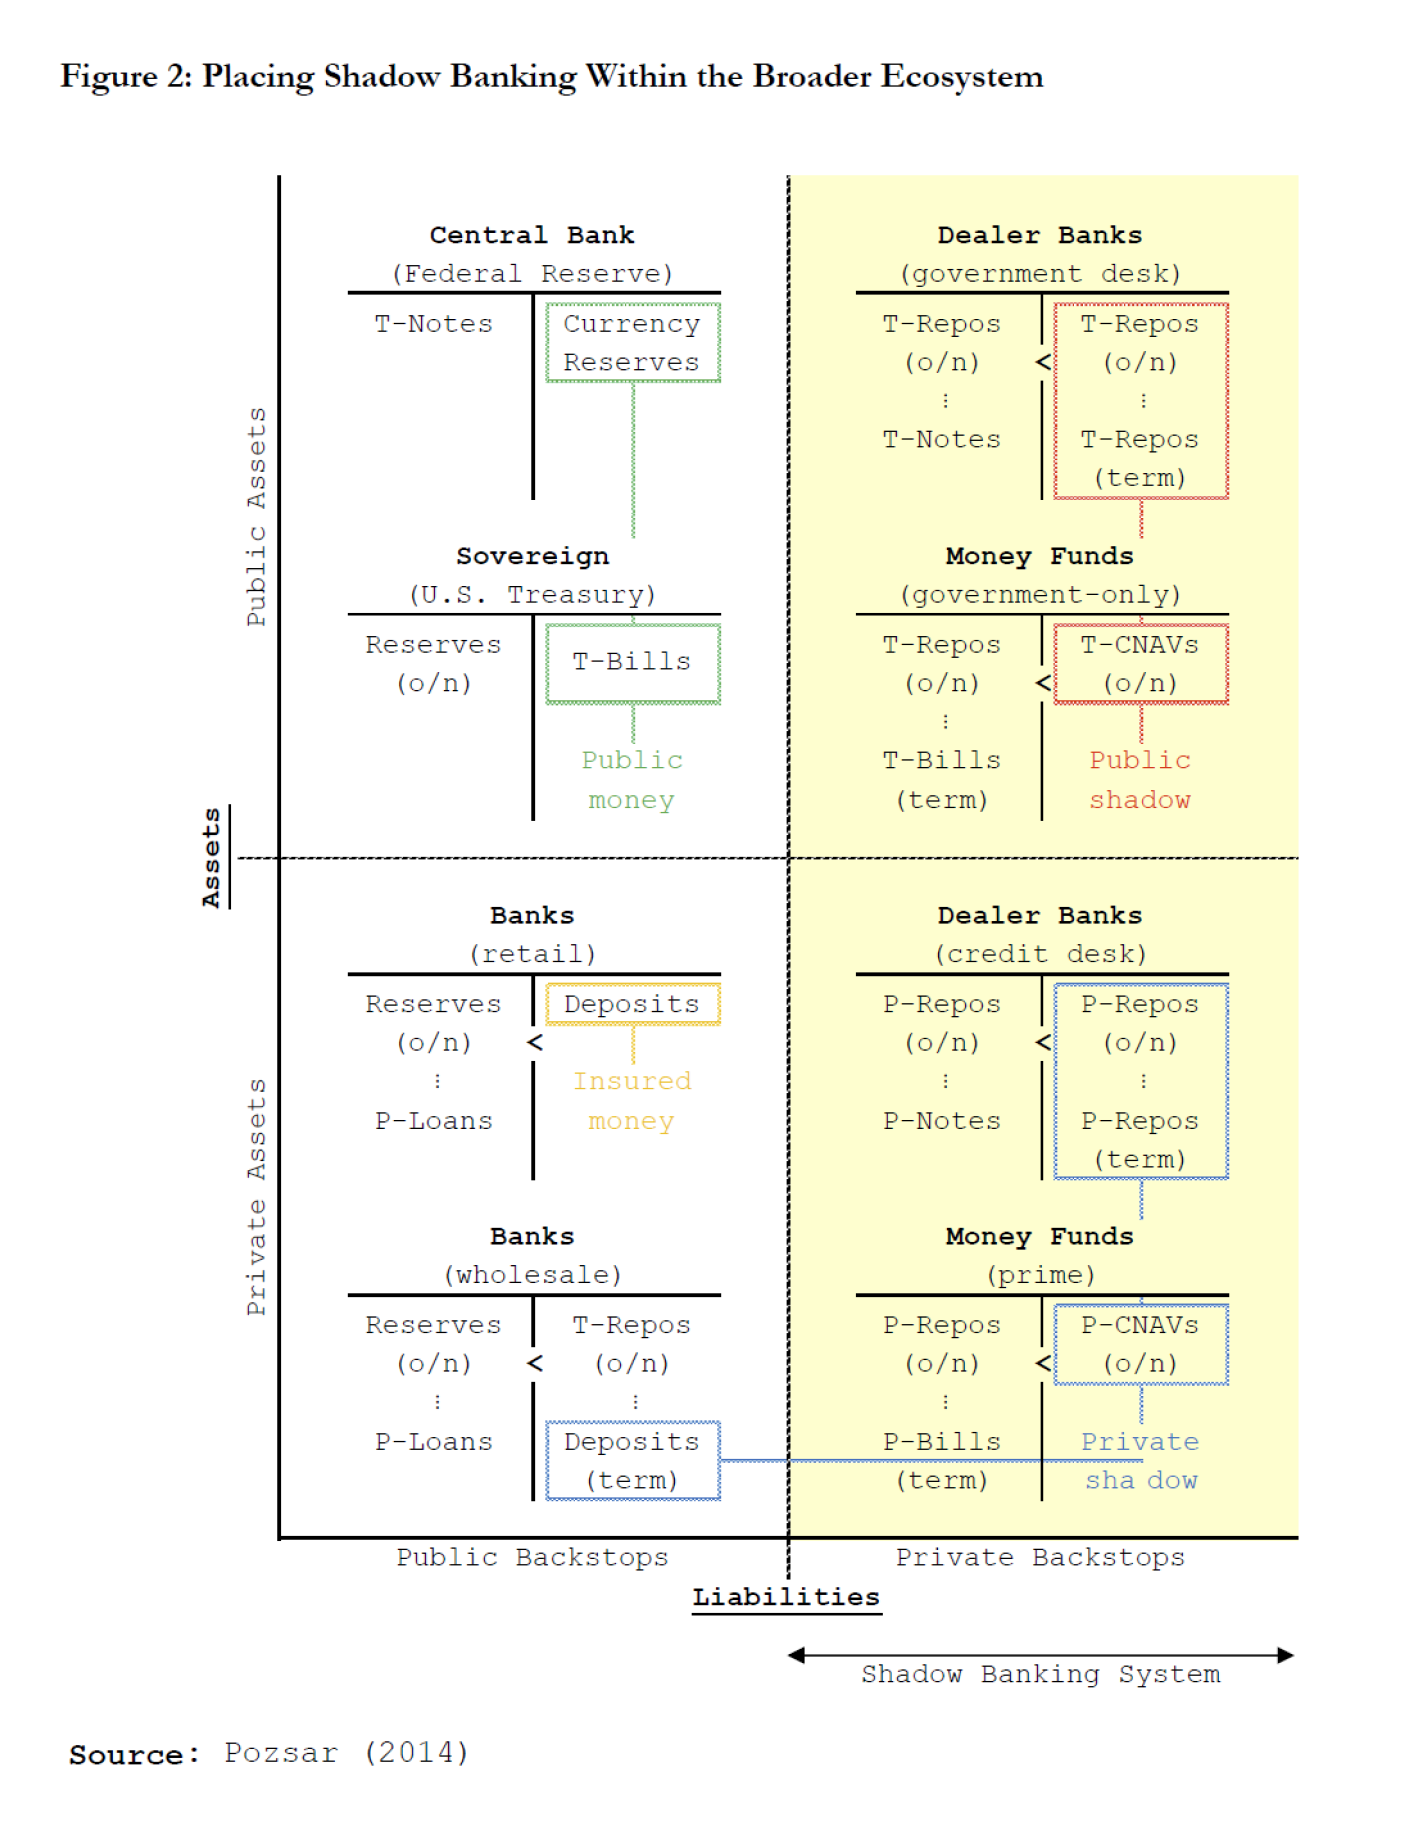 Figure 2: Placing Shadow Banking Within the Broader Ecosystem
Central Bank
(Federal Reserve)
T-Notes
Currency
Reserves
Sovereign
(U.S. Treasury)
Reserves
(o/n)
T-Bills
Public
money
Dealer Banks
(government desk)
T-Repos
(o/n)
⋮
T-Notes
<
T-Repos
(o/n)
⋮
T-Repos
(term)
Money Funds
(government-only)
T-Repos
(o/n)
⋮
T-Bills
(term)
<
T-CNAVs
(o/n)
Public
shadow
Public Assets
Assets
Private Assets
Banks
(retail)
Reserves
(o/n)
⋮
P-Loans
<
Deposits
Insured
money
Banks
(wholesale)
Reserves
(o/n)
⋮
P-Loans
<
T-Repos
(o/n)
⋮
Deposits
(term)
Dealer Banks
(credit desk)
P-Repos
(o/n)
⋮
P-Notes
<
P-Repos
(o/n)
⋮
P-Repos
(term)
Money Funds
(prime)
P-Repos
(o/n)
⋮
P-Bills
(term)
<
P-CNAVs
(o/n)
Private
sha dow
Public Backstops
Private Backstops
Liabilities
Shadow Banking System
Source: Pozsar (2014)